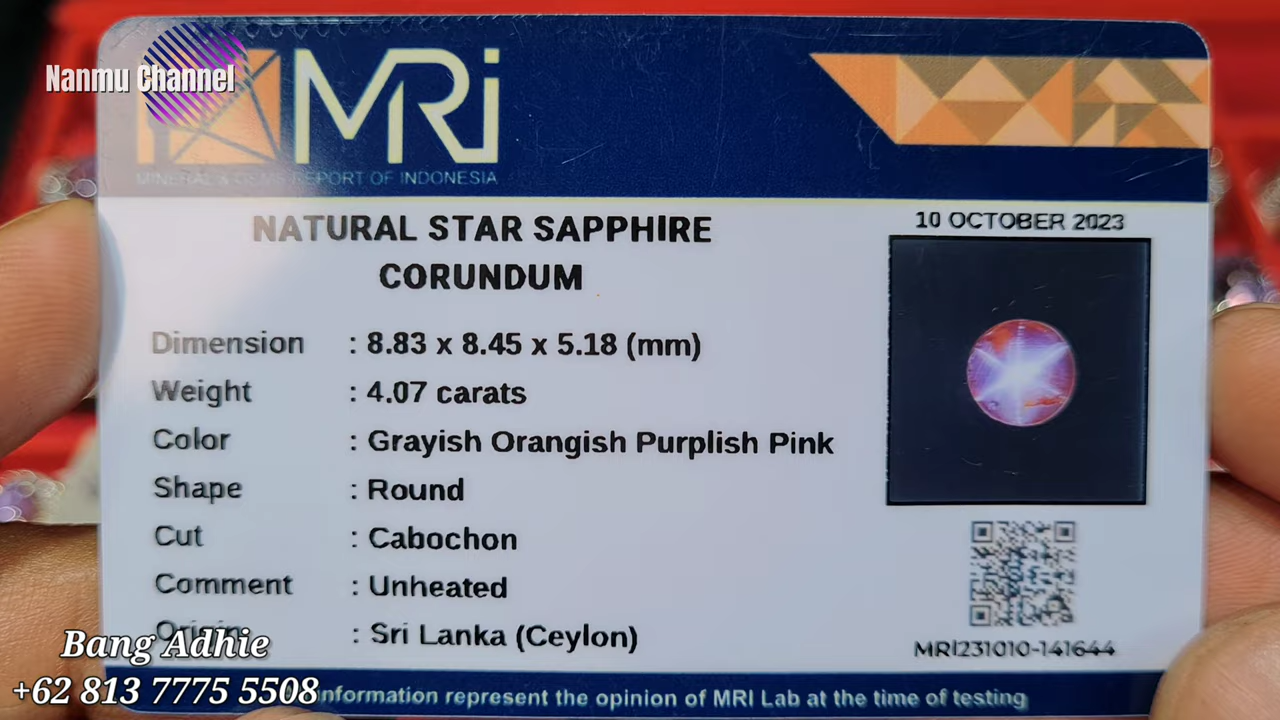 Nanmu Channel
MRi
MINERAL & GEMS REPORT OF INDONESIA
NATURAL STAR SAPPHIRE
CORUNDUM
10 OCTOBER 2023
Dimension : 8.83 x 8.45 x 5.18 (mm)
Weight : 4.07 carats
Color : Grayish Orangish Purplish Pink
Shape : Round
Cut : Cabochon
Comment : Unheated
Origin : Sri Lanka (Ceylon)
MRI231010-141644
Bang Adhie
+62 813 7775 5508
information represent the opinion of MRI Lab at the time of testing